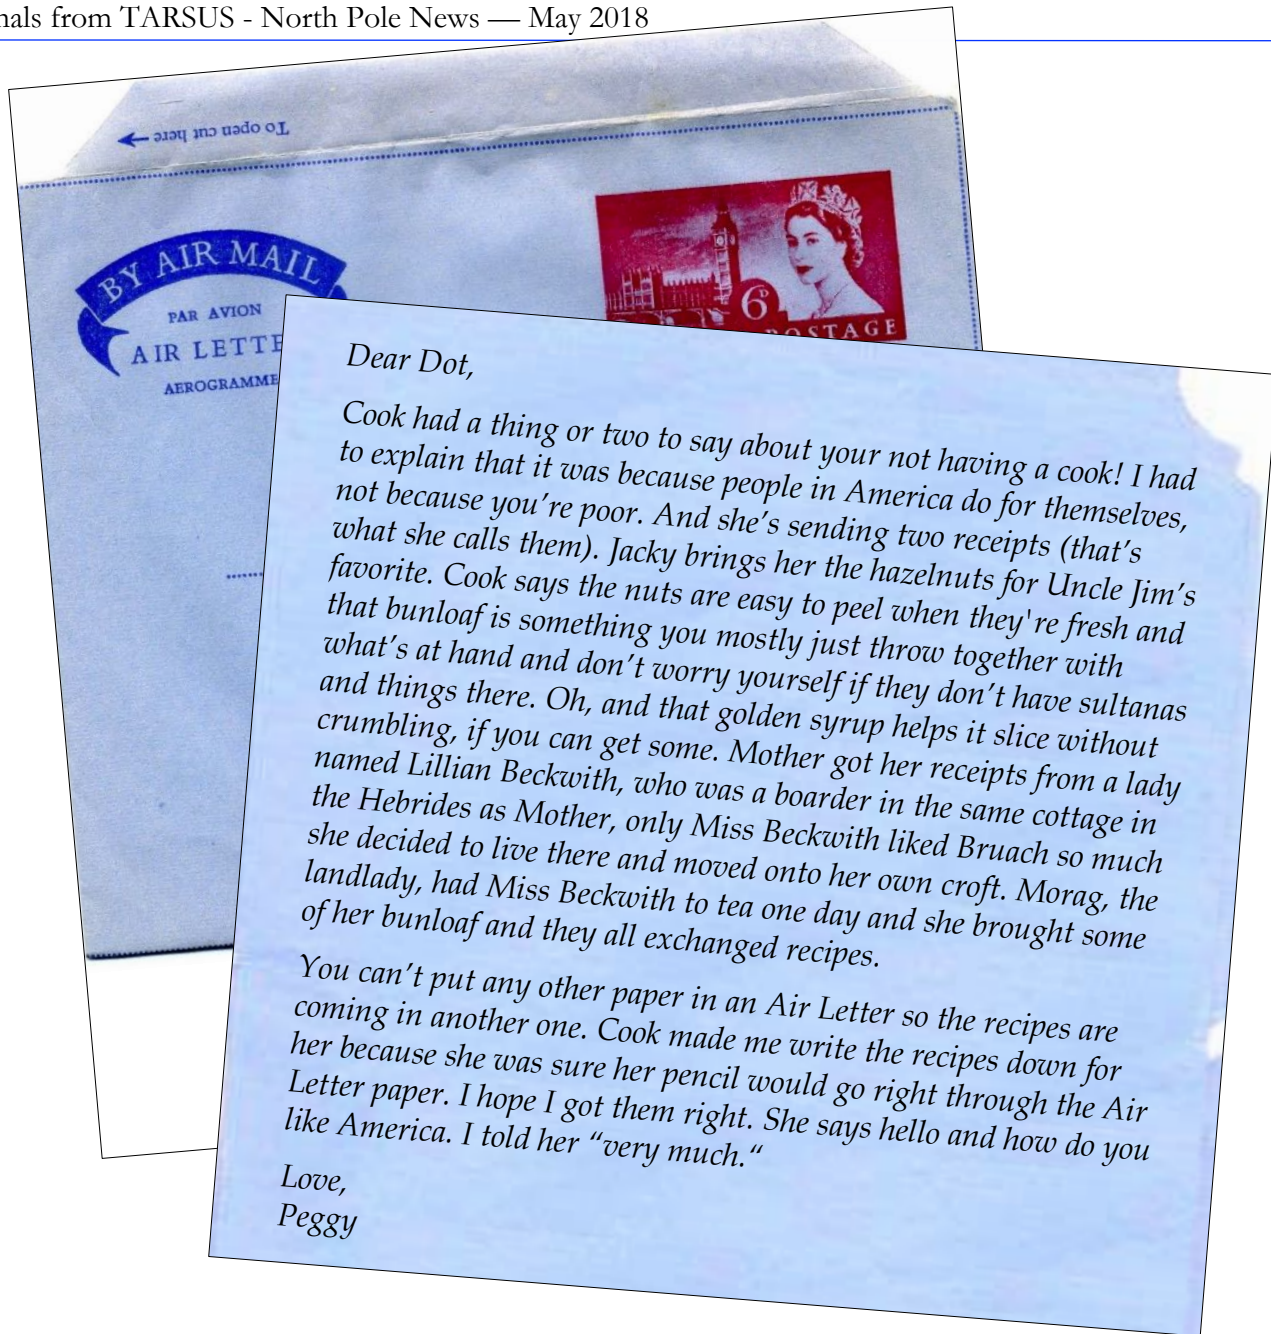 nals from TARSUS - North Pole News — May 2018
To open cut here
BY AIR MAIL
PAR AVION
AIR LETTE
AEROGRAMME
6D
POSTAGE
Dear Dot,
Cook had a thing or two to say about your not having a cook! I had
to explain that it was because people in America do for themselves,
not because you’re poor. And she’s sending two receipts (that’s
what she calls them). Jacky brings her the hazelnuts for Uncle Jim’s
favorite. Cook says the nuts are easy to peel when they're fresh and
that bunloaf is something you mostly just throw together with
what’s at hand and don’t worry yourself if they don’t have sultanas
and things there. Oh, and that golden syrup helps it slice without
crumbling, if you can get some. Mother got her receipts from a lady
named Lillian Beckwith, who was a boarder in the same cottage in
the Hebrides as Mother, only Miss Beckwith liked Bruach so much
she decided to live there and moved onto her own croft. Morag, the
landlady, had Miss Beckwith to tea one day and she brought some
of her bunloaf and they all exchanged recipes.
You can’t put any other paper in an Air Letter so the recipes are
coming in another one. Cook made me write the recipes down for
her because she was sure her pencil would go right through the Air
Letter paper. I hope I got them right. She says hello and how do you
like America. I told her “very much.“
Love,
Peggy